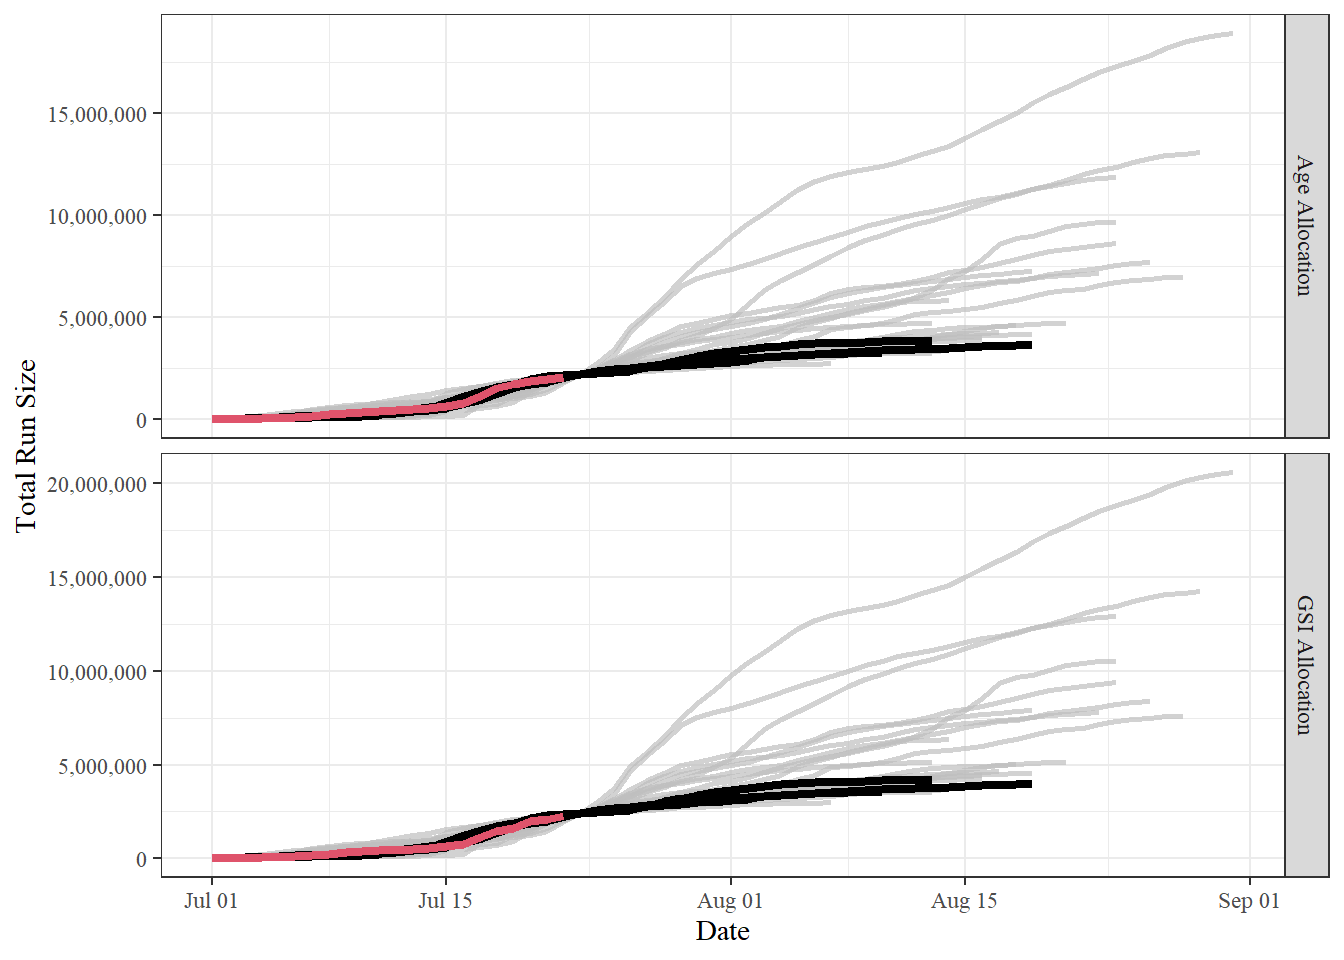 Total Run Size
15,000,000
10,000,000
5,000,000
0
Age Allocation
20,000,000
15,000,000
10,000,000
5,000,000
0
GSI Allocation
Jul 01 Jul 15 Aug 01 Aug 15 Sep 01
Date